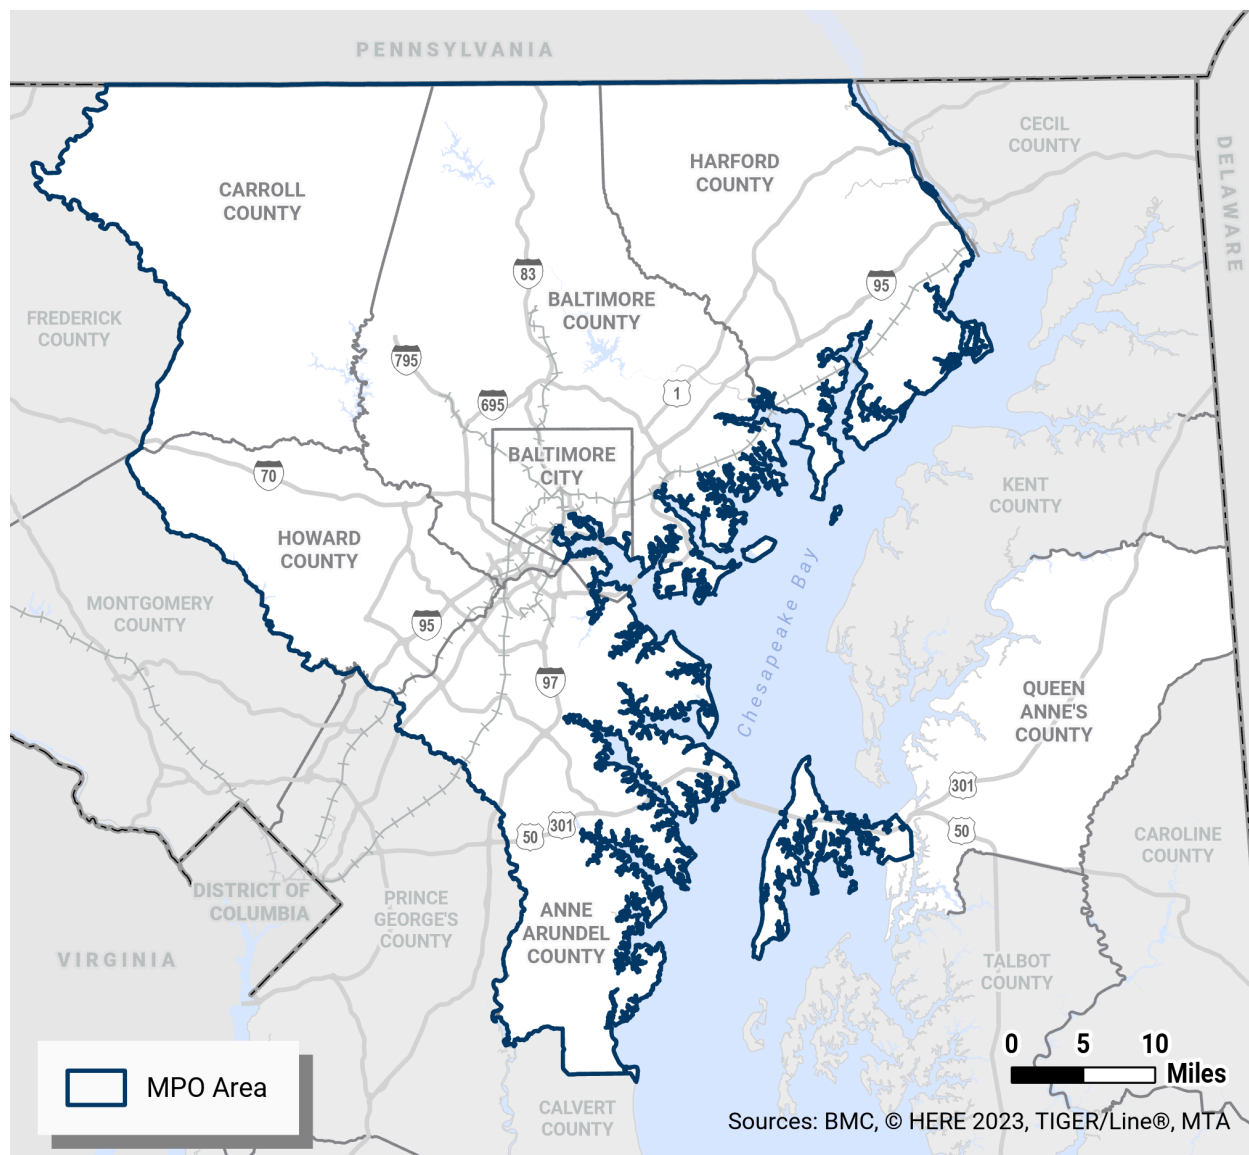 PENNSYLVANIA
CECIL
COUNTY
DELAWARE
HARFORD
COUNTY
CARROLL
COUNTY
83
95
BALTIMORE
COUNTY
FREDERICK
COUNTY
795
695
1
BALTIMORE
CITY
70
KENT
COUNTY
HOWARD
COUNTY
MONTGOMERY
COUNTY
95
Chesapeake Bay
97
QUEEN
ANNE'S
COUNTY
301
50
301
50
CAROLINE
COUNTY
DISTRICT OF
COLUMBIA
PRINCE
GEORGE'S
COUNTY
ANNE
ARUNDEL
COUNTY
VIRGINIA
TALBOT
COUNTY
0 5 10
Miles
MPO Area
CALVERT
COUNTY
Sources: BMC, © HERE 2023, TIGER/Line®, MTA